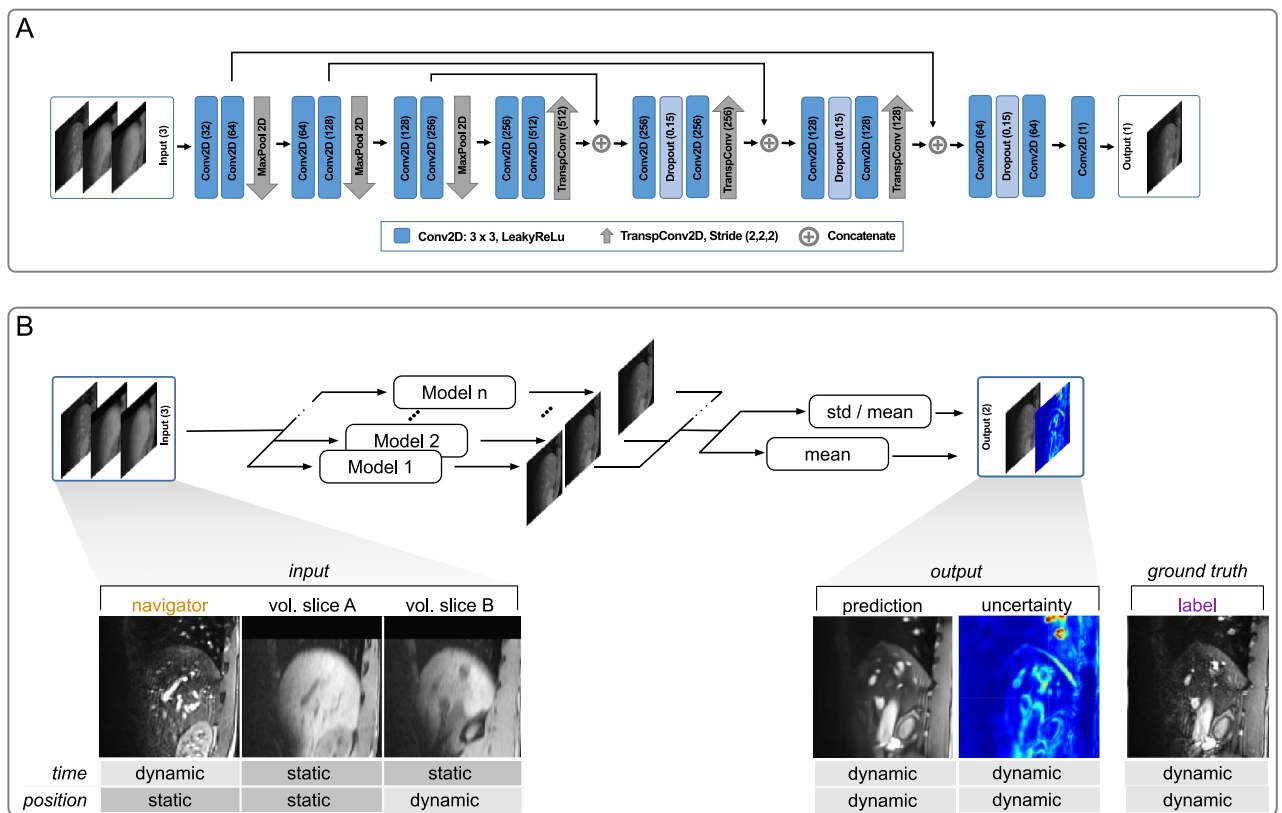 A
Input (3)
Conv2D (32)
Conv2D (64)
MaxPool 2D
Conv2D (64)
Conv2D (128)
MaxPool 2D
Conv2D (128)
Conv2D (256)
MaxPool 2D
Conv2D (256)
Conv2D (512)
TranspConv (512)
Conv2D (256)
Dropout (0.15)
Conv2D (256)
TranspConv (256)
Conv2D (128)
Dropout (0.15)
Conv2D (128)
TranspConv (128)
Conv2D (64)
Dropout (0.15)
Conv2D (64)
Conv2D (1)
Output (1)
Conv2D: 3 x 3, LeakyReLu
TranspConv2D, Stride (2,2,2)
Concatenate
B
Input (3)
Model n
Model 2
Model 1
std / mean
mean
Output (2)
input
navigator
vol. slice A
vol. slice B
output
prediction
uncertainty
ground truth
label
time dynamic static static dynamic dynamic dynamic
position static static dynamic dynamic dynamic dynamic